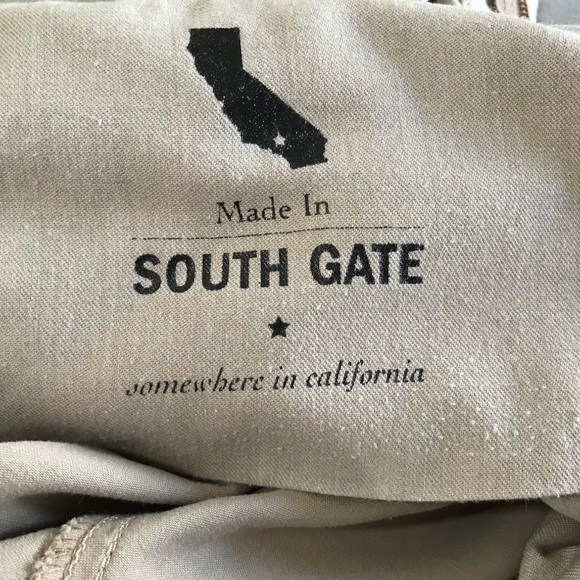 Made In
SOUTH GATE
somewhere in california